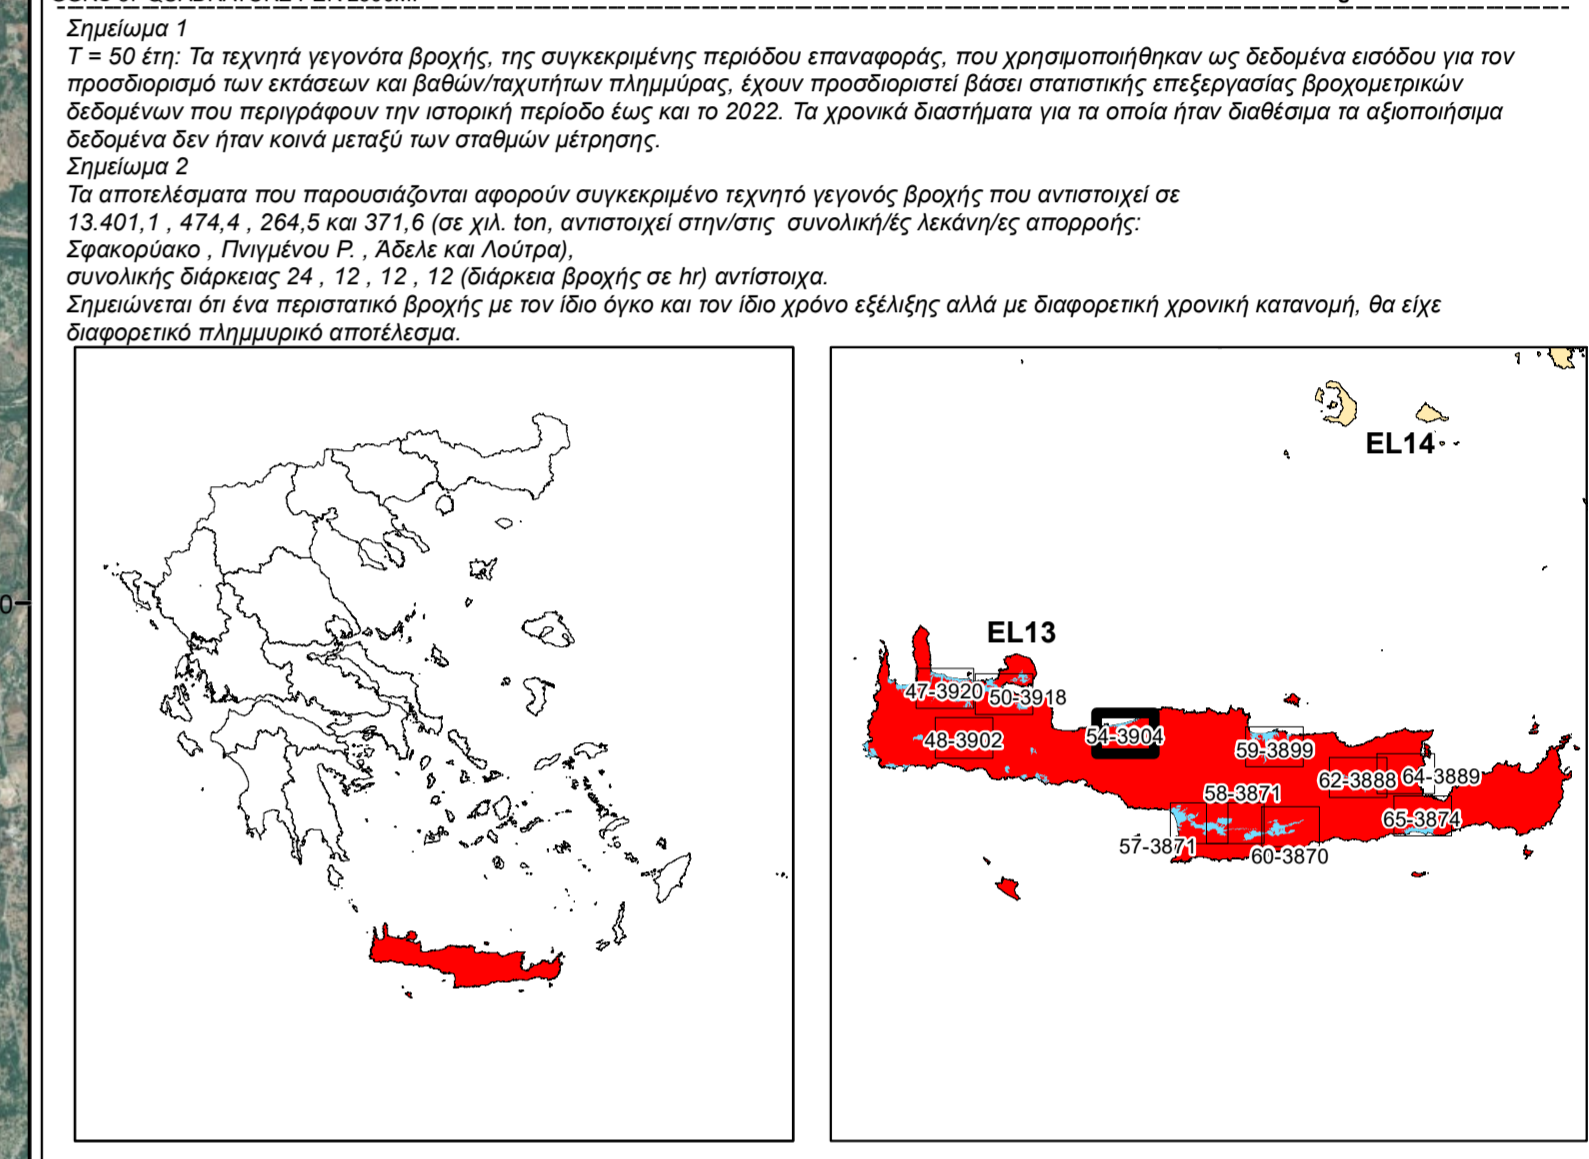 Σημείωμα 1
Τ = 50 έτη: Τα τεχνητά γεγονότα βροχής, της συγκεκριμένης περιόδου επαναφοράς, που χρησιμοποιήθηκαν ως δεδομένα εισόδου για τον
προσδιορισμό των εκτάσεων και βαθών/ταχυτήτων πλημμύρας, έχουν προσδιοριστεί βάσει στατιστικής επεξεργασίας βροχομετρικών
δεδομένων που περιγράφουν την ιστορική περίοδο έως και το 2022. Τα χρονικά διαστήματα για τα οποία ήταν διαθέσιμα τα αξιοποιήσιμα
δεδομένα δεν ήταν κοινά μεταξύ των σταθμών μέτρησης.
Σημείωμα 2
Τα αποτελέσματα που παρουσιάζονται αφορούν συγκεκριμένο τεχνητό γεγονός βροχής που αντιστοιχεί σε
13.401,1 , 474,4 , 264,5 και 371,6 (σε χιλ. ton, αντιστοιχεί στην/στις συνολική/ές λεκάνη/ες απορροής:
Σφακορύακο , Πνιγμένου Ρ. , Άδελε και Λούτρα),
συνολικής διάρκειας 24 , 12 , 12 , 12 (διάρκεια βροχής σε hr) αντίστοιχα.
Σημειώνεται ότι ένα περιστατικό βροχής με τον ίδιο όγκο και τον ίδιο χρόνο εξέλιξης αλλά με διαφορετική χρονική κατανομή, θα είχε
διαφορετικό πλημμυρικό αποτέλεσμα.
EL14
EL13
47-3920
50-3918
48-3902
54-3904
59-3899
62-3888
64-3889
58-3871
65-3874
57-3871
60-3870
0